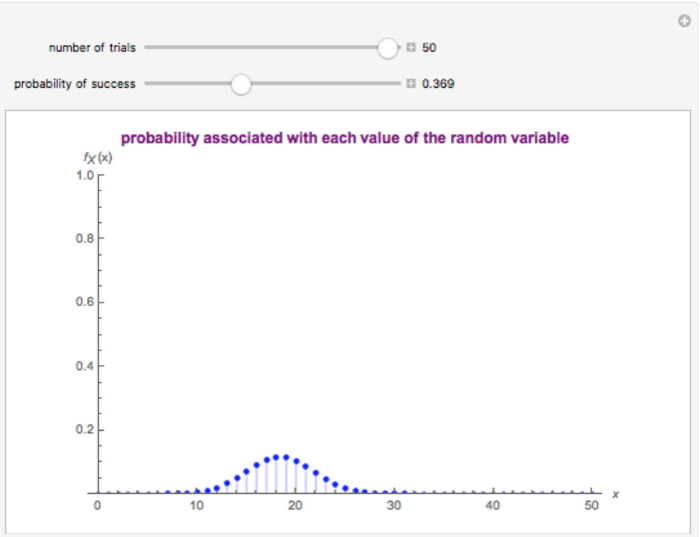 number of trials 50
probability of success 0.369
probability associated with each value of the random variable
fX(x)
1.0
0.8
0.6
0.4
0.2
x
0 10 20 30 40 50